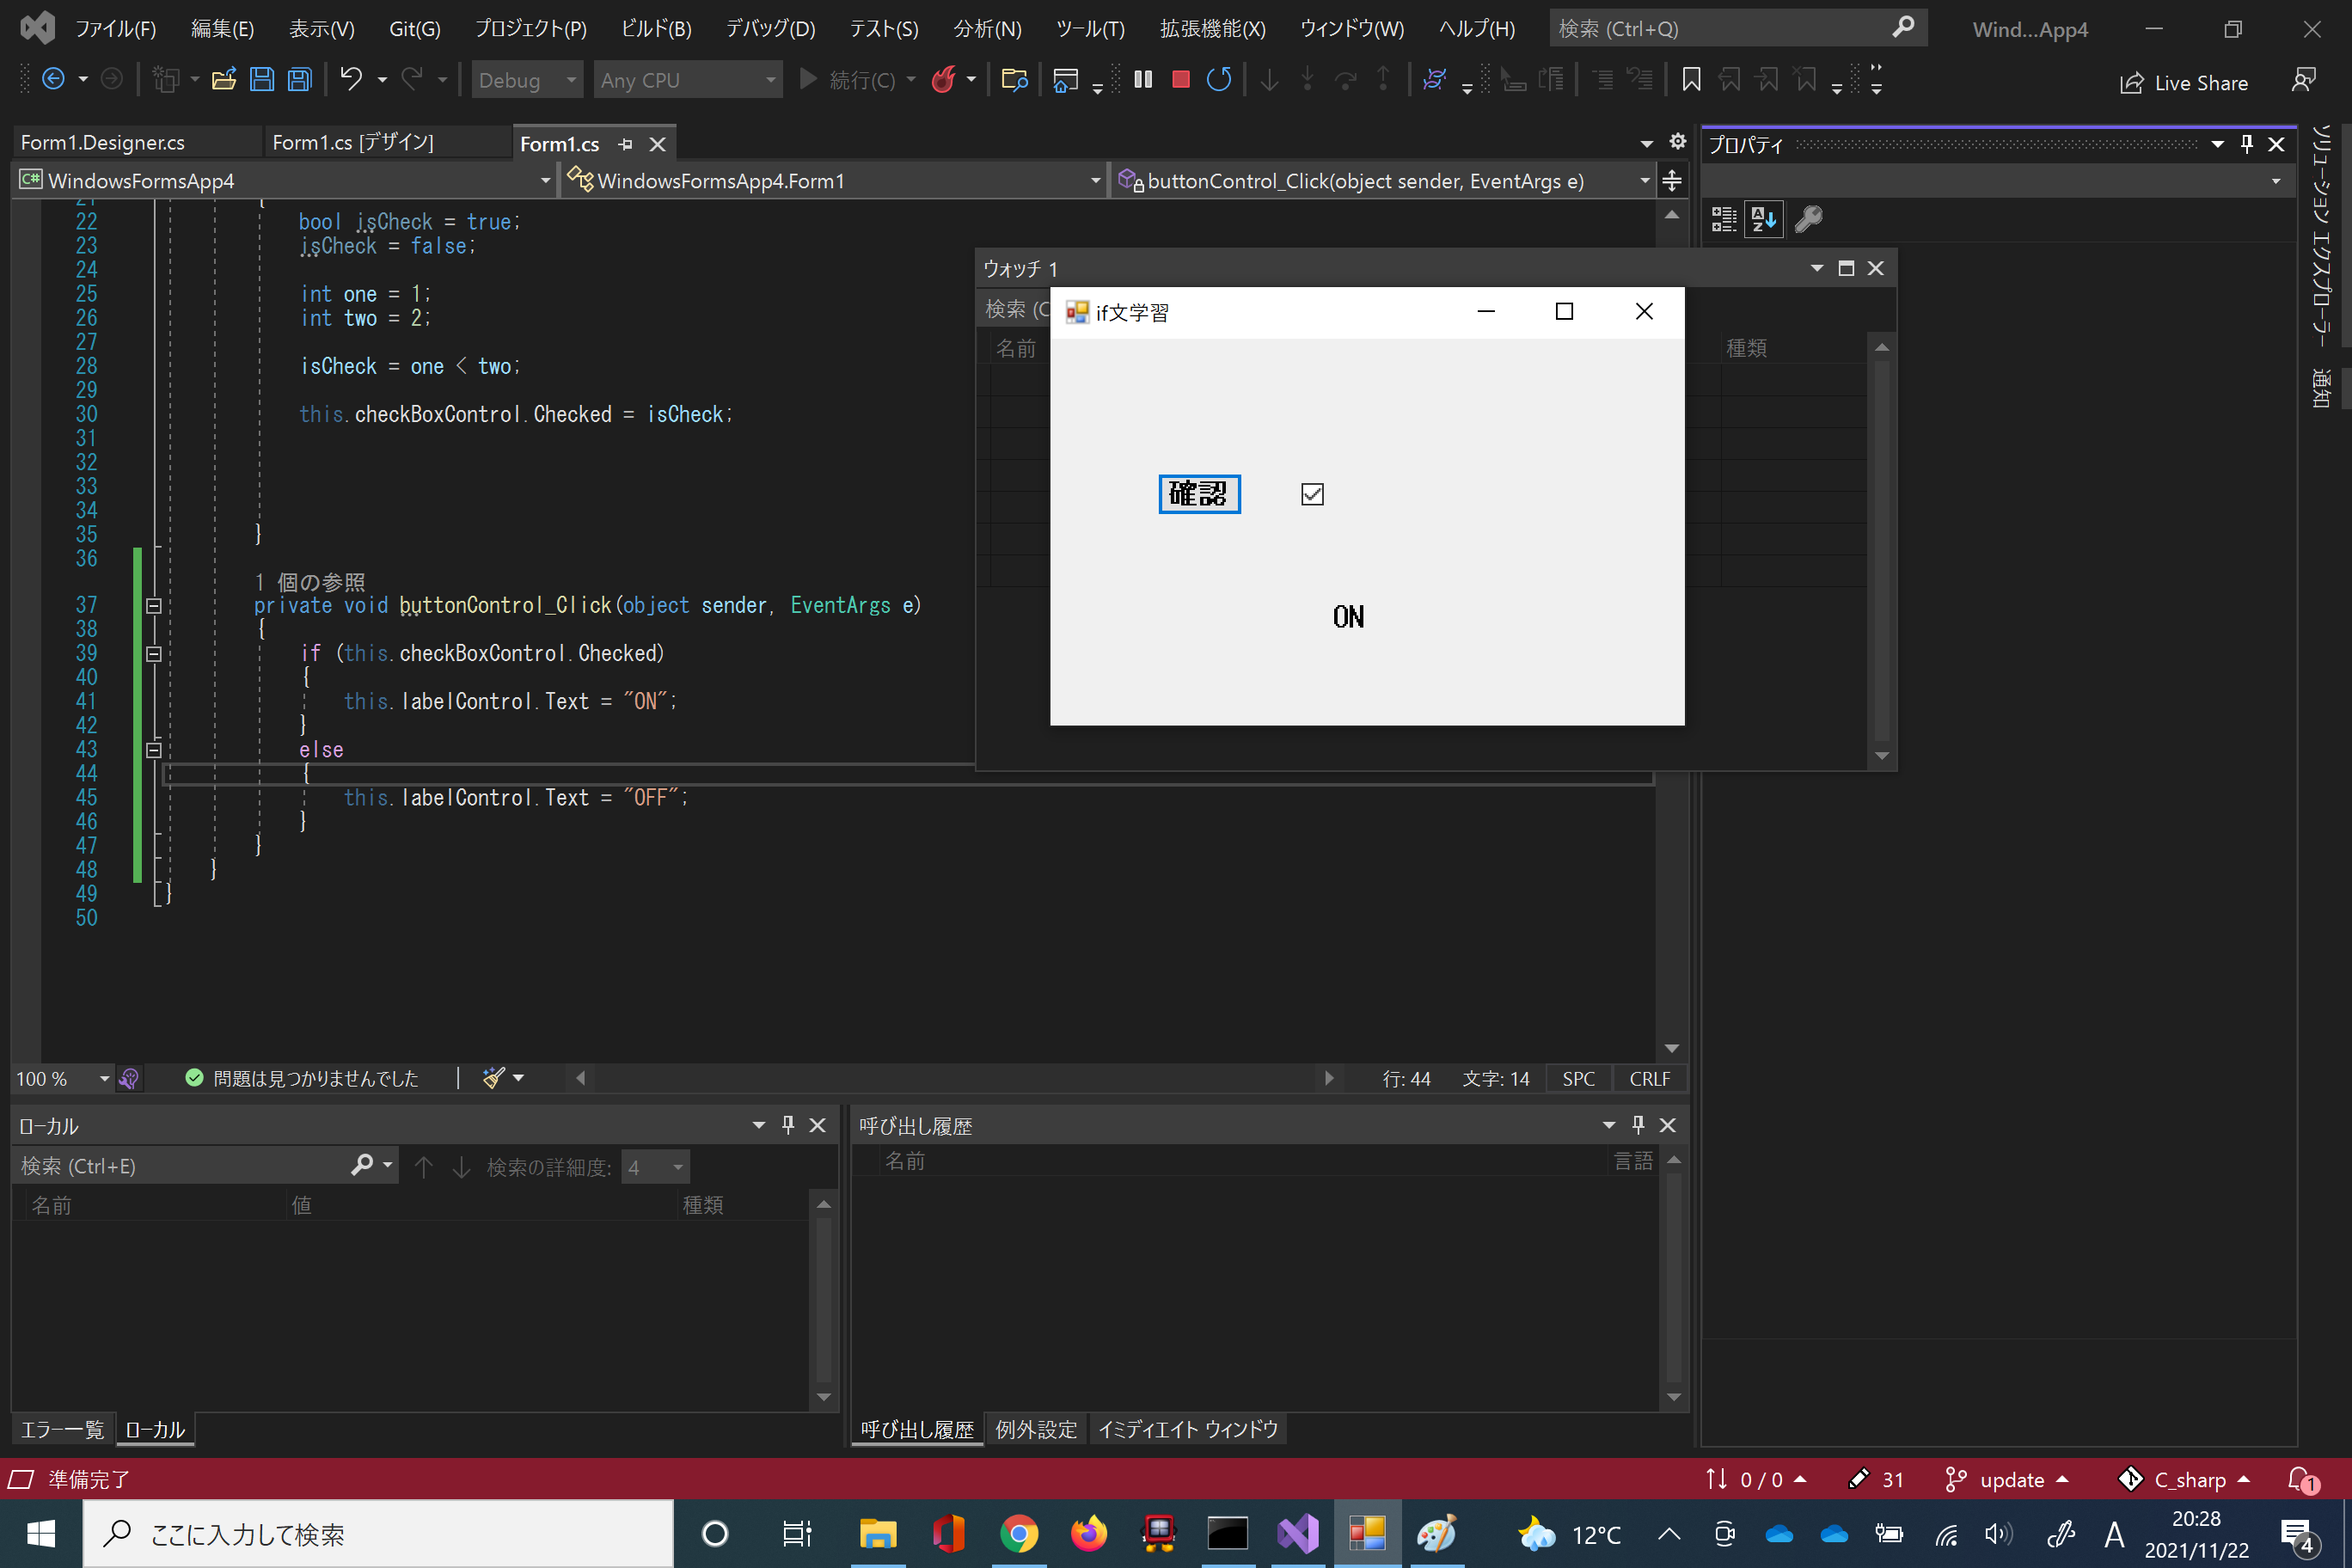 ファイル(F) 編集(E) 表示(V) Git(G) プロジェクト(P) ビルド(B) デバッグ(D) テスト(S) 分析(N) ツール(T) 拡張機能(X) ウィンドウ(W) ヘルプ(H) 検索 (Ctrl+Q) Wind...App4
Debug Any CPU 続行(C) Live Share
Form1.Designer.cs Form1.cs [デザイン] Form1.cs
WindowsFormsApp4 WindowsFormsApp4.Form1 buttonControl_Click(object sender, EventArgs e)
21 {
22 bool isCheck = true;
23 isCheck = false;
24
25 int one = 1;
26 int two = 2;
27
28 isCheck = one < two;
29
30 this.checkBoxControl.Checked = isCheck;
31
32
33
34
35 }
36
1 個の参照
37 private void buttonControl_Click(object sender, EventArgs e)
38 {
39 if (this.checkBoxControl.Checked)
40 {
41 this.labelControl.Text = "ON";
42 }
43 else
44 {
45 this.labelControl.Text = "OFF";
46 }
47 }
48 }
49 }
50
100 % 問題は見つかりませんでした 行: 44 文字: 14 SPC CRLF
ウォッチ 1
検索 (C
名前 種類
if文学習
確認
ON
プロパティ
ソリューション エクスプローラー
通知
ローカル
検索 (Ctrl+E) 検索の詳細度: 4
名前 値 種類
エラー一覧 ローカル
呼び出し履歴
名前 言語
呼び出し履歴 例外設定 イミディエイト ウィンドウ
準備完了 0 / 0 31 update C_sharp 1
ここに入力して検索 12°C A 20:28
2021/11/22 4